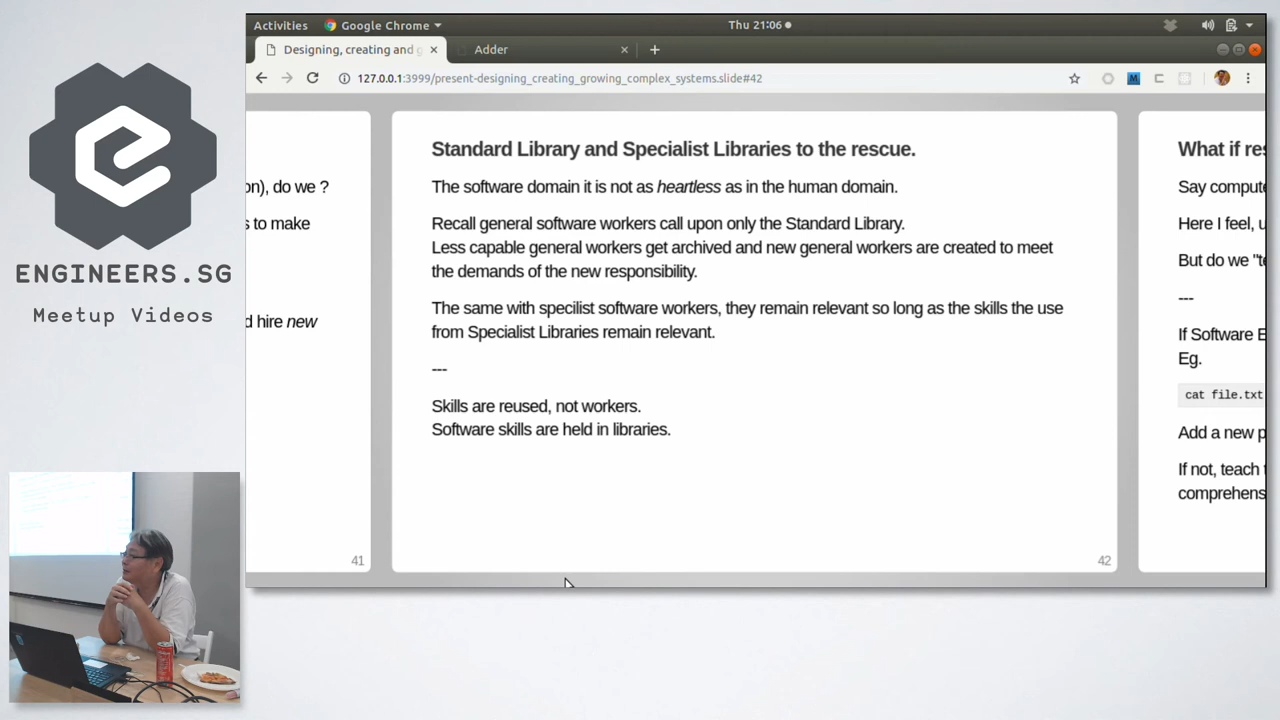 Activities
Google Chrome
Thu 21:06
Designing, creating and g
Adder
127.0.0.1:3999/present-designing_creating_growing_complex_systems.slide#42
ENGINEERS.SG
Meetup Videos
on), do we ?
s to make
d hire new
41
Standard Library and Specialist Libraries to the rescue.
The software domain it is not as heartless as in the human domain.
Recall general software workers call upon only the Standard Library.
Less capable general workers get archived and new general workers are created to meet
the demands of the new responsibility.
The same with specilist software workers, they remain relevant so long as the skills the use
from Specialist Libraries remain relevant.
---
Skills are reused, not workers.
Software skills are held in libraries.
42
What if res
Say compute
Here I feel, u
But do we "te
---
If Software E
Eg.
cat file.txt
Add a new p
If not, teach t
comprehens